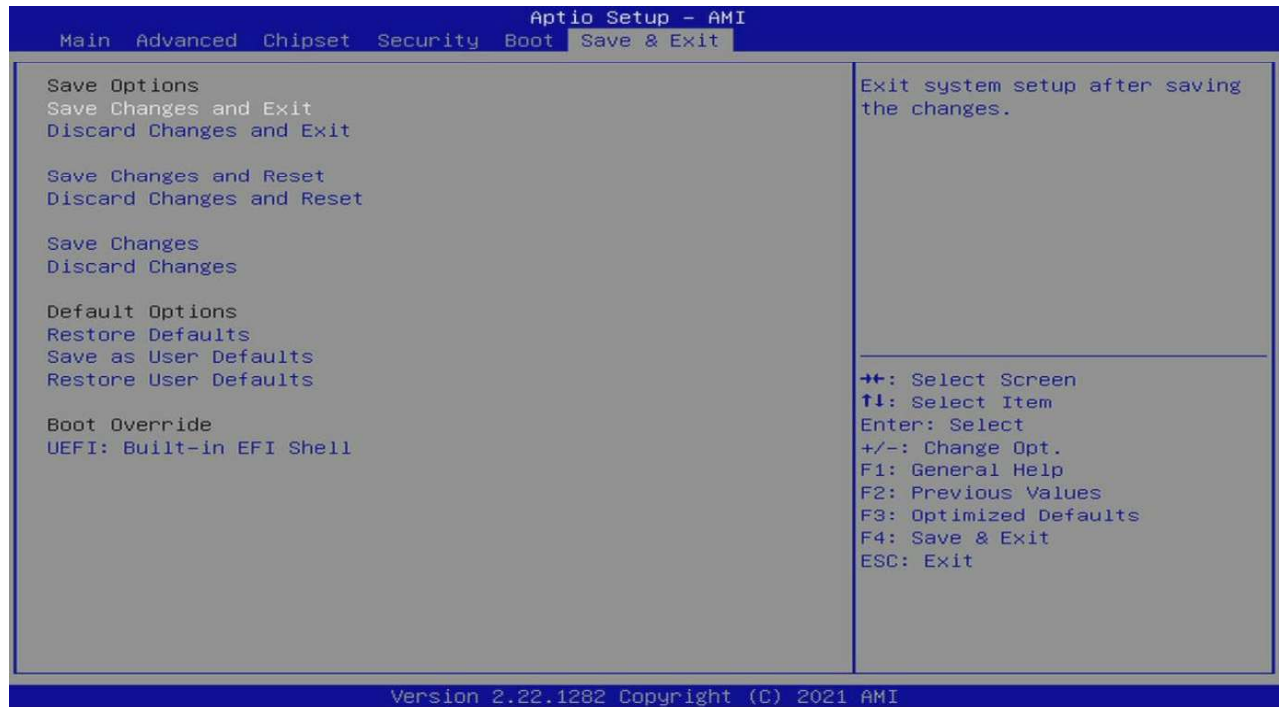 Aptio Setup – AMI
Main Advanced Chipset Security Boot Save & Exit
Save Options
Save Changes and Exit
Discard Changes and Exit
Save Changes and Reset
Discard Changes and Reset
Save Changes
Discard Changes
Default Options
Restore Defaults
Save as User Defaults
Restore User Defaults
Boot Override
UEFI: Built-in EFI Shell
Exit system setup after saving
the changes.
→←: Select Screen
↑↓: Select Item
Enter: Select
+/-: Change Opt.
F1: General Help
F2: Previous Values
F3: Optimized Defaults
F4: Save & Exit
ESC: Exit
Version 2.22.1282 Copyright (C) 2021 AMI